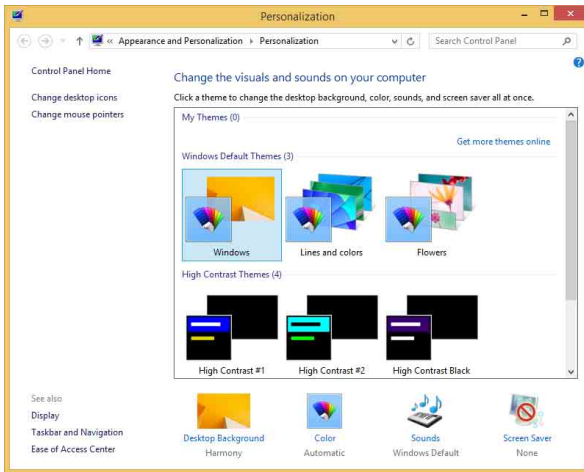 Personalization
« Appearance and Personalization ▸ Personalization
Search Control Panel
Control Panel Home
Change desktop icons
Change mouse pointers
Change the visuals and sounds on your computer
Click a theme to change the desktop background, color, sounds, and screen saver all at once.
My Themes (0)
Get more themes online
Windows Default Themes (3)
Windows
Lines and colors
Flowers
High Contrast Themes (4)
High Contrast #1
High Contrast #2
High Contrast Black
See also
Display
Taskbar and Navigation
Ease of Access Center
Desktop Background
Harmony
Color
Automatic
Sounds
Windows Default
Screen Saver
None